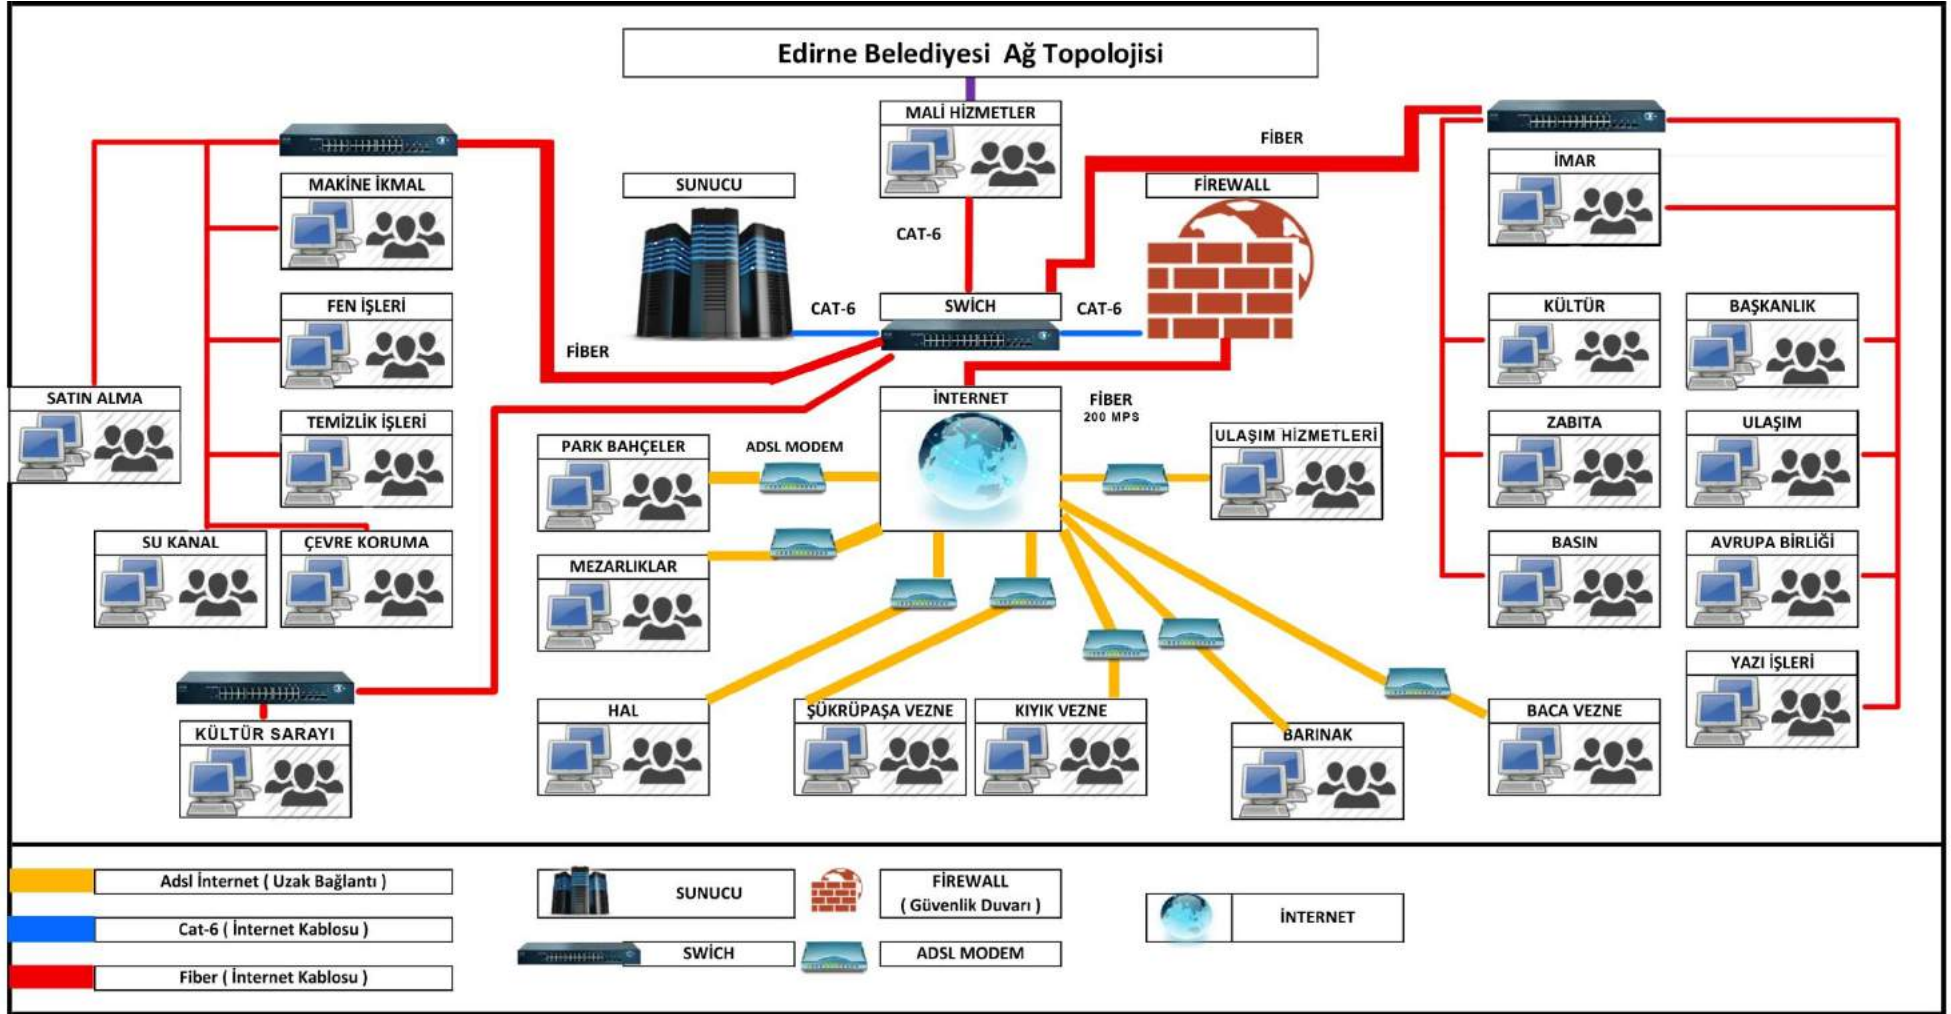 Edirne Belediyesi Ağ Topolojisi
MALİ HİZMETLER
FİBER
İMAR
MAKİNE İKMAL
SUNUCU
FİREWALL
CAT-6
FEN İŞLERİ
CAT-6
SWİCH
CAT-6
KÜLTÜR
BAŞKANLIK
FİBER
SATIN ALMA
İNTERNET
FİBER
200 MPS
TEMİZLİK İŞLERİ
PARK BAHÇELER
ADSL MODEM
ULAŞIM HİZMETLERİ
ZABITA
ULAŞIM
SU KANAL
ÇEVRE KORUMA
MEZARLIKLAR
BASIN
AVRUPA BİRLİĞİ
YAZI İŞLERİ
KÜLTÜR SARAYI
HAL
ŞÜKRÜPAŞA VEZNE
KIYIK VEZNE
BARINAK
BACA VEZNE
Adsl İnternet ( Uzak Bağlantı )
SUNUCU
FİREWALL
( Güvenlik Duvarı )
İNTERNET
Cat-6 ( İnternet Kablosu )
SWİCH
ADSL MODEM
Fiber ( İnternet Kablosu )